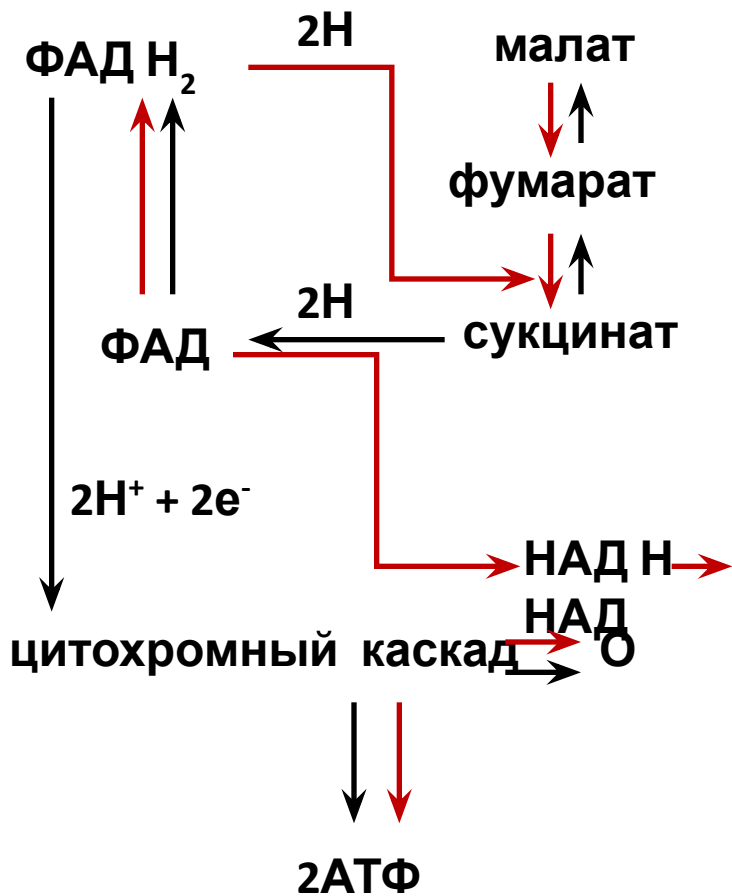 2Н
ФАД Н₂
малат
фумарат
2Н
ФАД
сукцинат
2Н⁺ + 2е⁻
НАД Н
НАД
цитохромный каскад
О
2АТФ